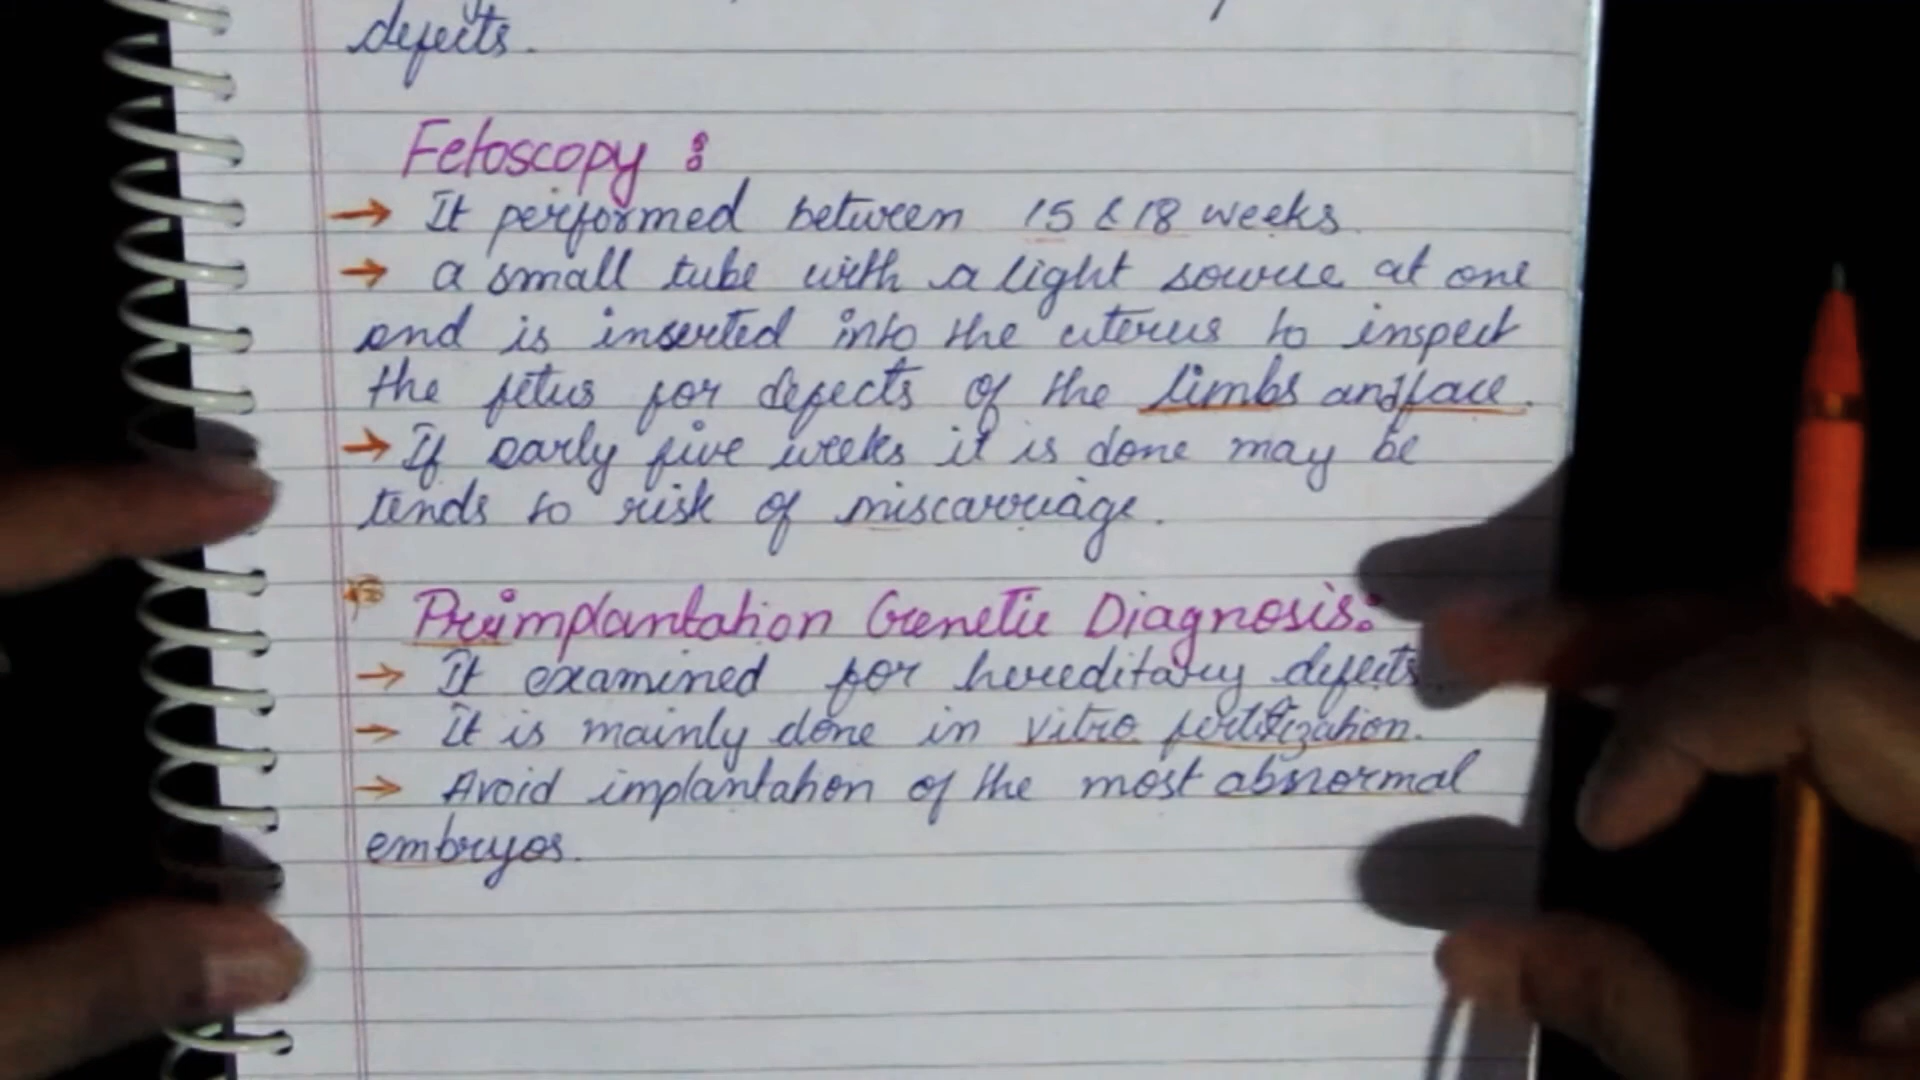 defects.
Fetoscopy :
→ It performed between 15 & 18 weeks.
→ a small tube with a light source at one
end is inserted into the uterus to inspect
the fetus for defects of the limbs and face.
→ If early five weeks it is done may be
tends to risk of miscarriage.
Preimplantation Genetic Diagnosis:
→ It examined for hereditary defects.
→ It is mainly done in vitro fertilization.
→ Avoid implantation of the most abnormal
embryos.